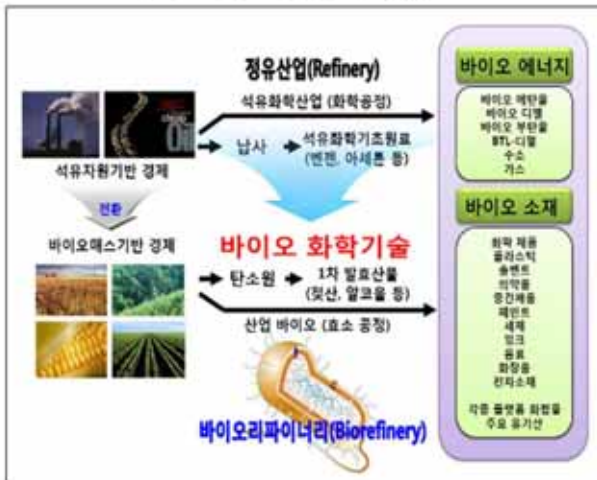 정유산업(Refinery)
석유화학산업 (화학공정)
납사
석유화학기초원료
(벤젠, 아세톤 등)
Oil
석유자원기반 경제
전환
바이오매스기반 경제
바이오 화학기술
탄소원
1차 발효산물
(젖산, 알코올 등)
산업 바이오 (효소 공정)
바이오리파이너리(Biorefinery)
바이오 에너지
바이오 에탄올
바이오 디젤
바이오 부탄올
BTL-디젤
수소
가스
바이오 소재
화학 제품
플라스틱
솔벤트
의약품
중간체물
페인트
세제
잉크
음료
화장품
전자소재
각종 플랫폼 화합물
주요 유기산